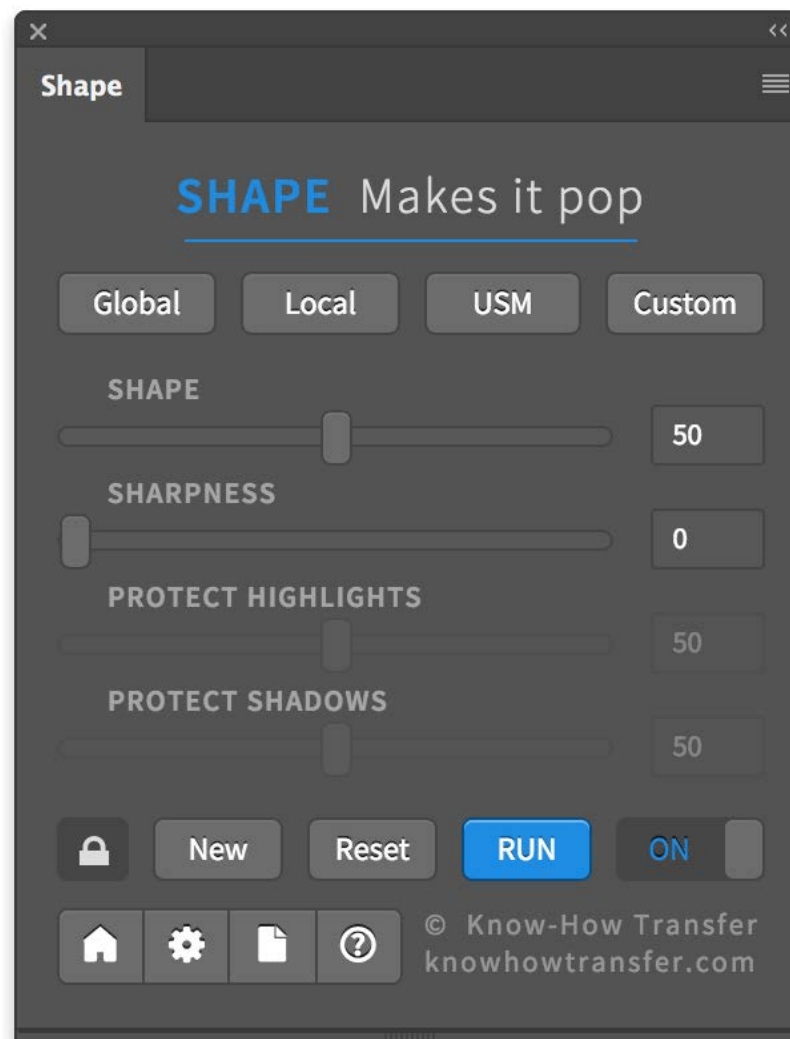 Shape
SHAPE Makes it pop
Global Local USM Custom
SHAPE
50
SHARPNESS
0
PROTECT HIGHLIGHTS
50
PROTECT SHADOWS
50
New Reset RUN ON
© Know-How Transfer
knowhowtransfer.com